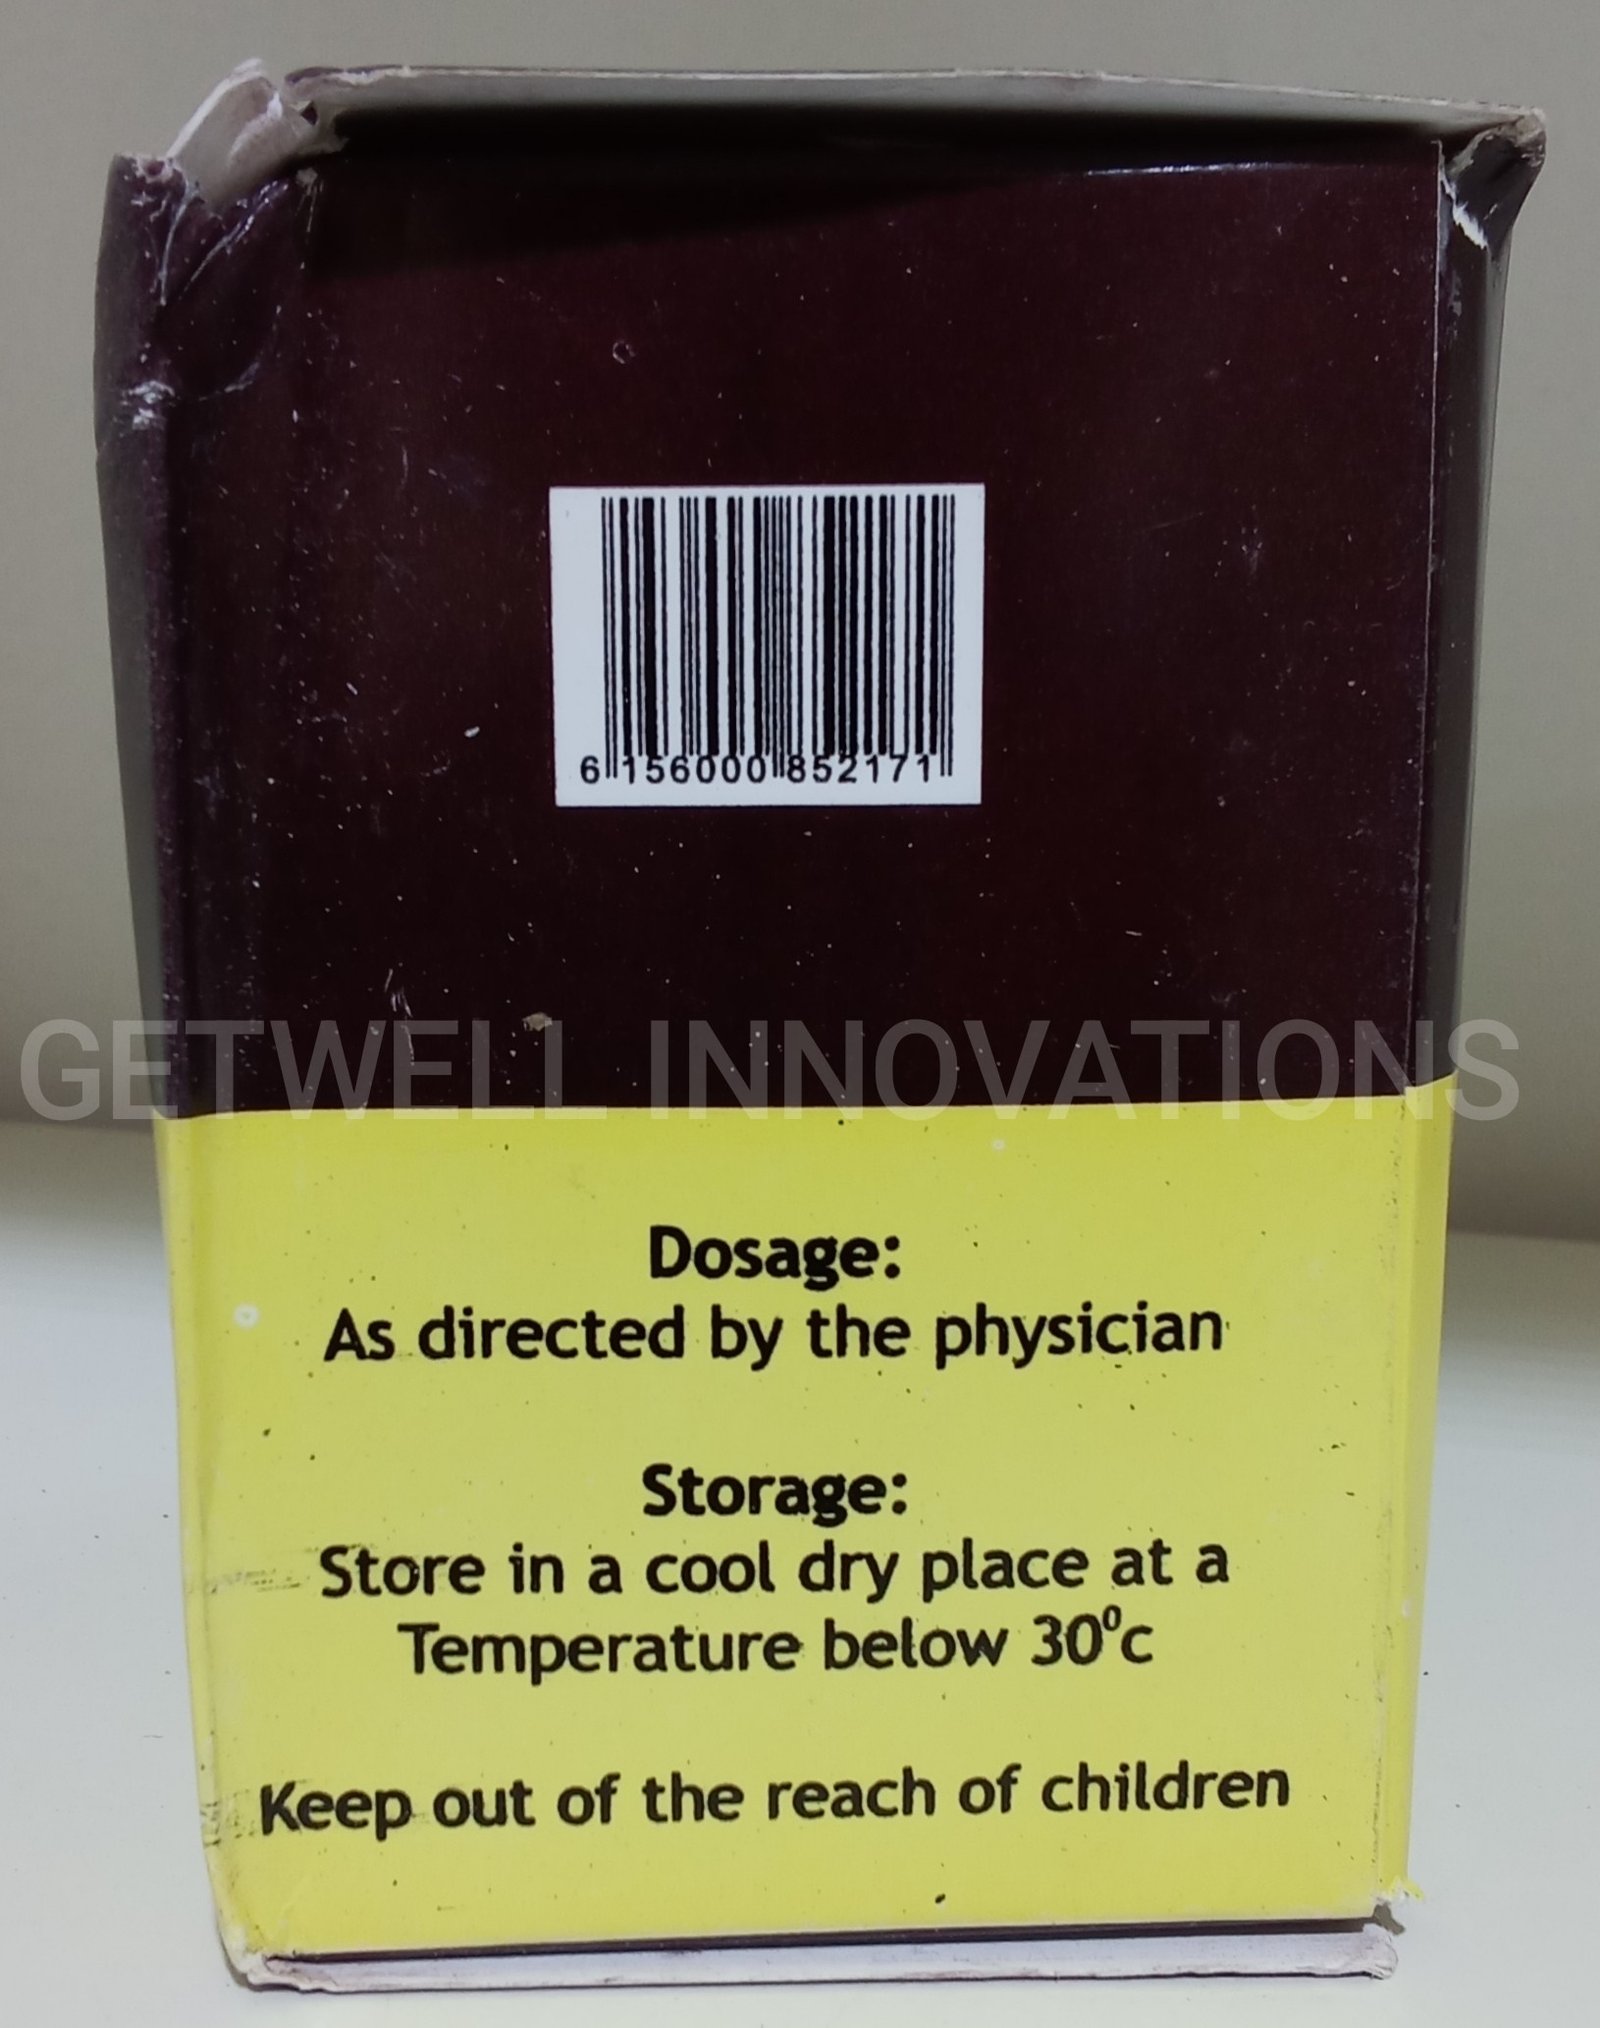 6 156000 852171
GETWELL INNOVATIONS
Dosage:
As directed by the physician
Storage:
Store in a cool dry place at a
Temperature below 30⁰c
Keep out of the reach of children